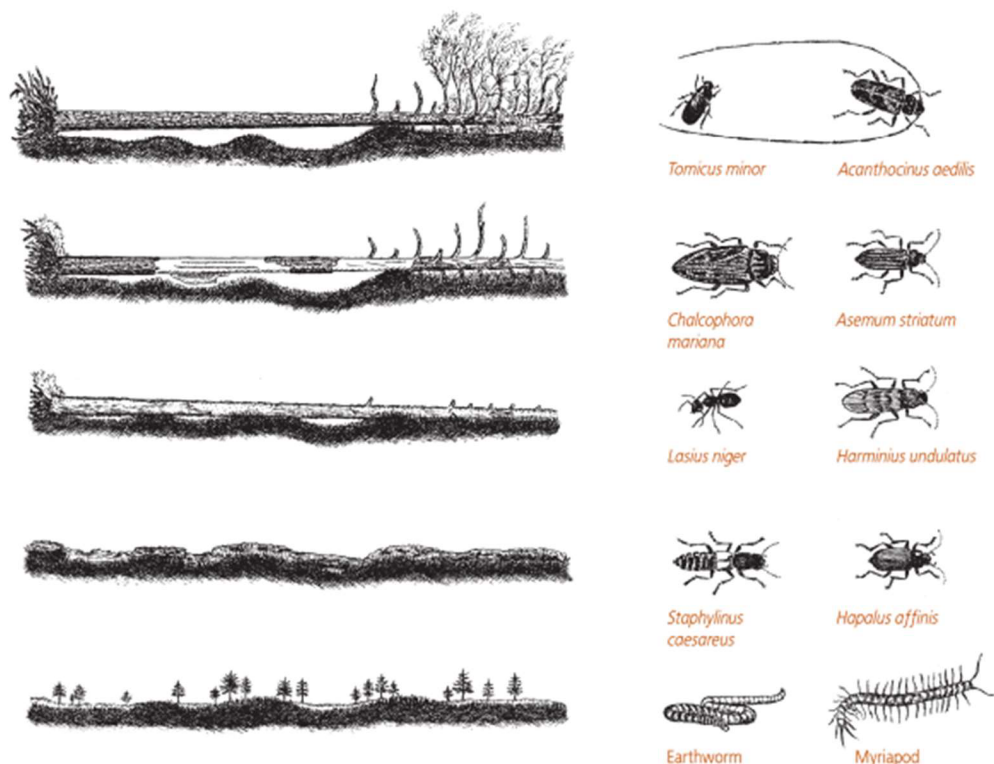 Tomicus minor Acanthocinus aedilis
Chalcophora Asemum striatum
mariana
Lasius niger Harminius undulatus
Staphylinus Hapalus affinis
caesareus
Earthworm Myriapod